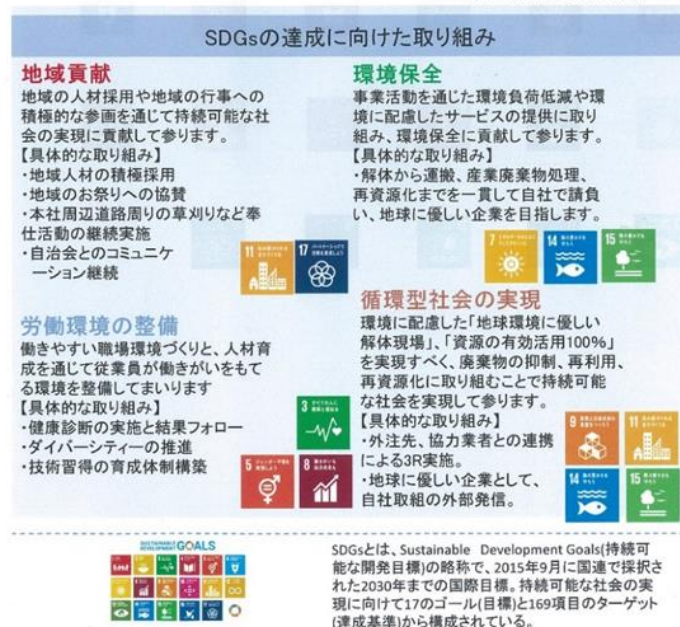 SDGsの達成に向けた取り組み
地域貢献
地域の人材採用や地域の行事への
積極的な参画を通じて持続可能な社
会の実現に貢献して参ります。
【具体的な取り組み】
・地域人材の積極採用
・地域のお祭りへの協賛
・本社周辺道路周りの草刈りなど奉
仕活動の継続実施
・自治会とのコミュニケ
ーション継続
11
17
環境保全
事業活動を通じた環境負荷低減や環
境に配慮したサービスの提供に取り
組み、環境保全に貢献して参ります。
【具体的な取り組み】
・解体から運搬、産業廃棄物処理、
再資源化までを一貫して自社で請負
い、地球に優しい企業を目指します。
7
14
15
労働環境の整備
働きやすい職場環境づくりと、人材育
成を通じて従業員が働きがいをもて
る環境を整備してまいります
【具体的な取り組み】
・健康診断の実施と結果フォロー
・ダイバーシティーの推進
・技術習得の育成体制構築
3
5
8
循環型社会の実現
環境に配慮した「地球環境に優しい
解体現場」、「資源の有効活用100%」
を実現すべく、廃棄物の抑制、再利用、
再資源化に取り組むことで持続可能
な社会を実現して参ります。
【具体的な取り組み】
・外注先、協力業者との連携
による3R実施。
・地球に優しい企業として、
自社取組の外部発信。
9
11
14
15
SUSTAINABLE DEVELOPMENT GOALS
SDGsとは、Sustainable Development Goals(持続可
能な開発目標)の略称で、2015年9月に国連で採択さ
れた2030年までの国際目標。持続可能な社会の実
現に向けて17のゴール(目標)と169項目のターゲット
(達成基準)から構成されている。